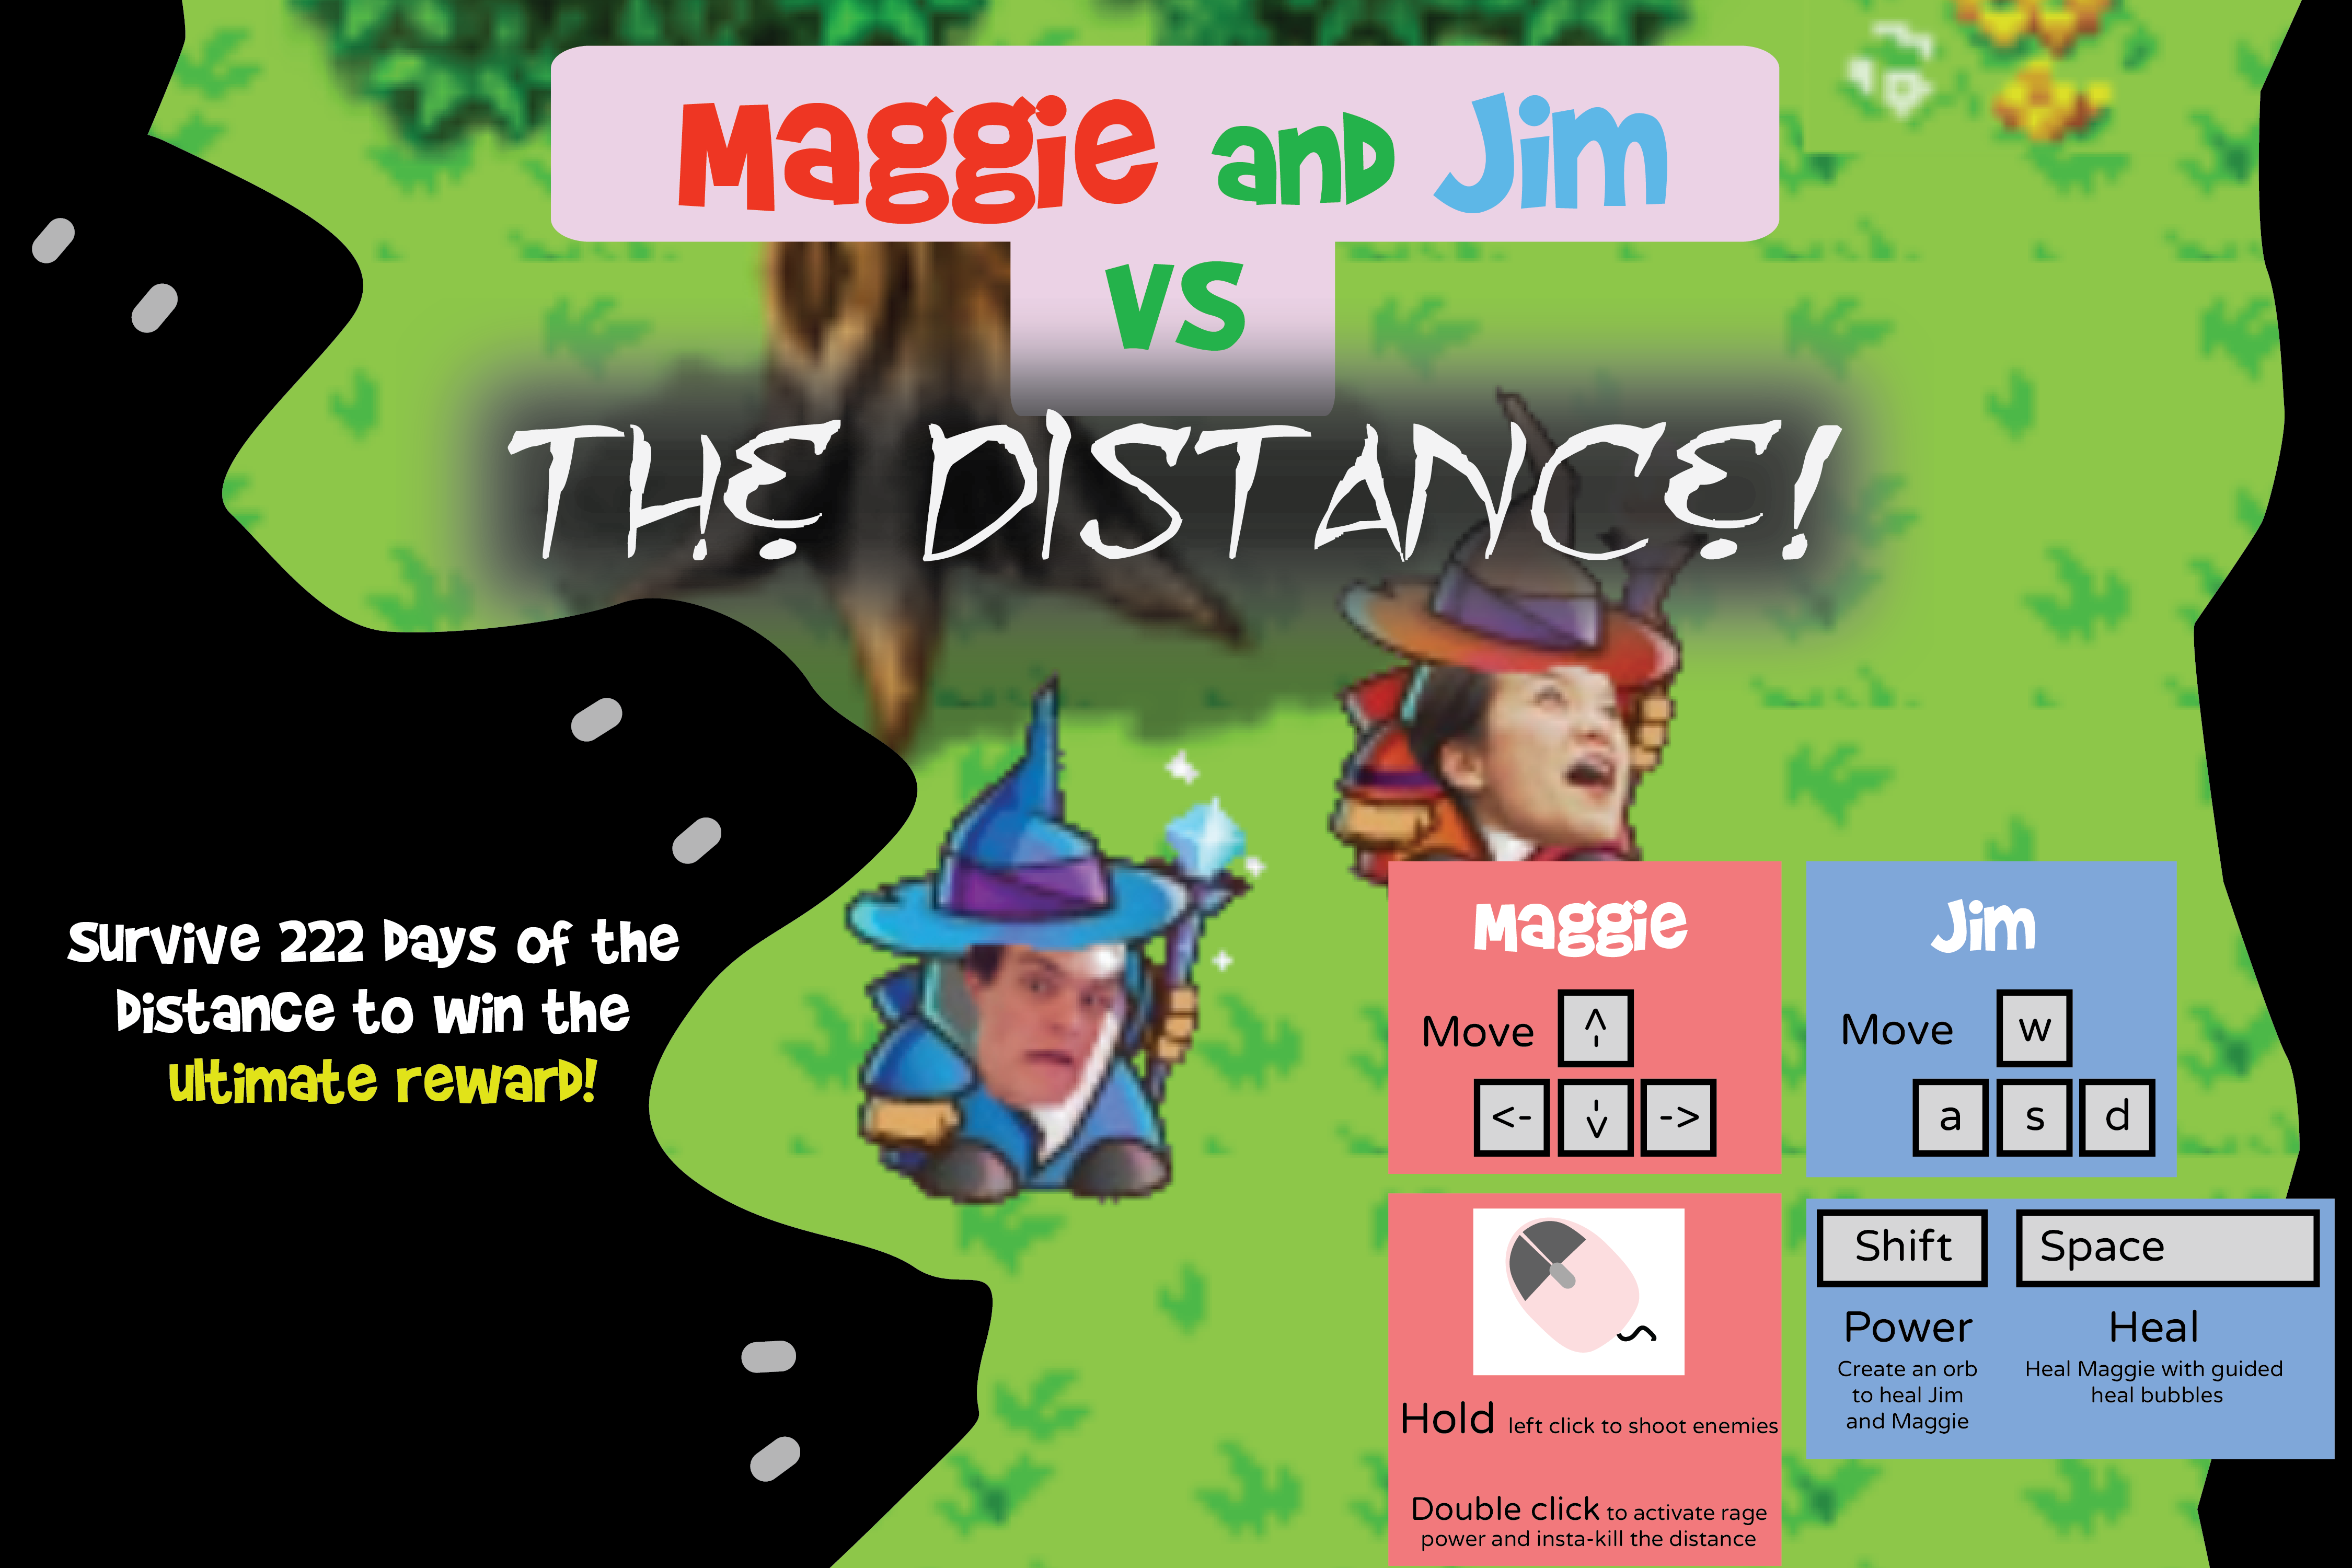 Maggie and Jim
vs
THE DISTANCE!
Survive 222 Days of the
Distance to win the
ultimate reward!
Maggie
Move
^
<- v ->
Hold left click to shoot enemies
Double click to activate rage
power and insta-kill the distance
Jim
Move
w
a s d
Shift Space
Power
Create an orb
to heal Jim
and Maggie
Heal
Heal Maggie with guided
heal bubbles